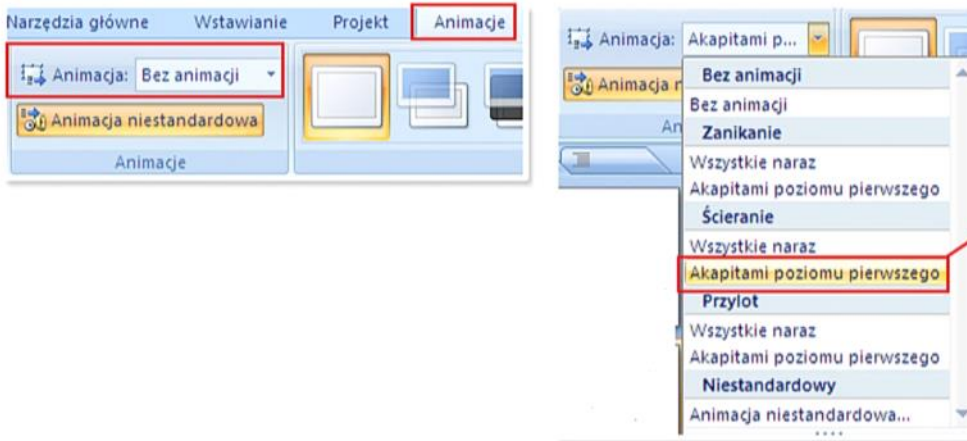 Narzędzia główne Wstawianie Projekt Animacje
Animacja: Bez animacji
Animacja niestandardowa
Animacje
Animacja: Akapitami p...
Animacja n
An
Bez animacji
Bez animacji
Zanikanie
Wszystkie naraz
Akapitami poziomu pierwszego
Ścieranie
Wszystkie naraz
Akapitami poziomu pierwszego
Przylot
Wszystkie naraz
Akapitami poziomu pierwszego
Niestandardowy
Animacja niestandardowa...